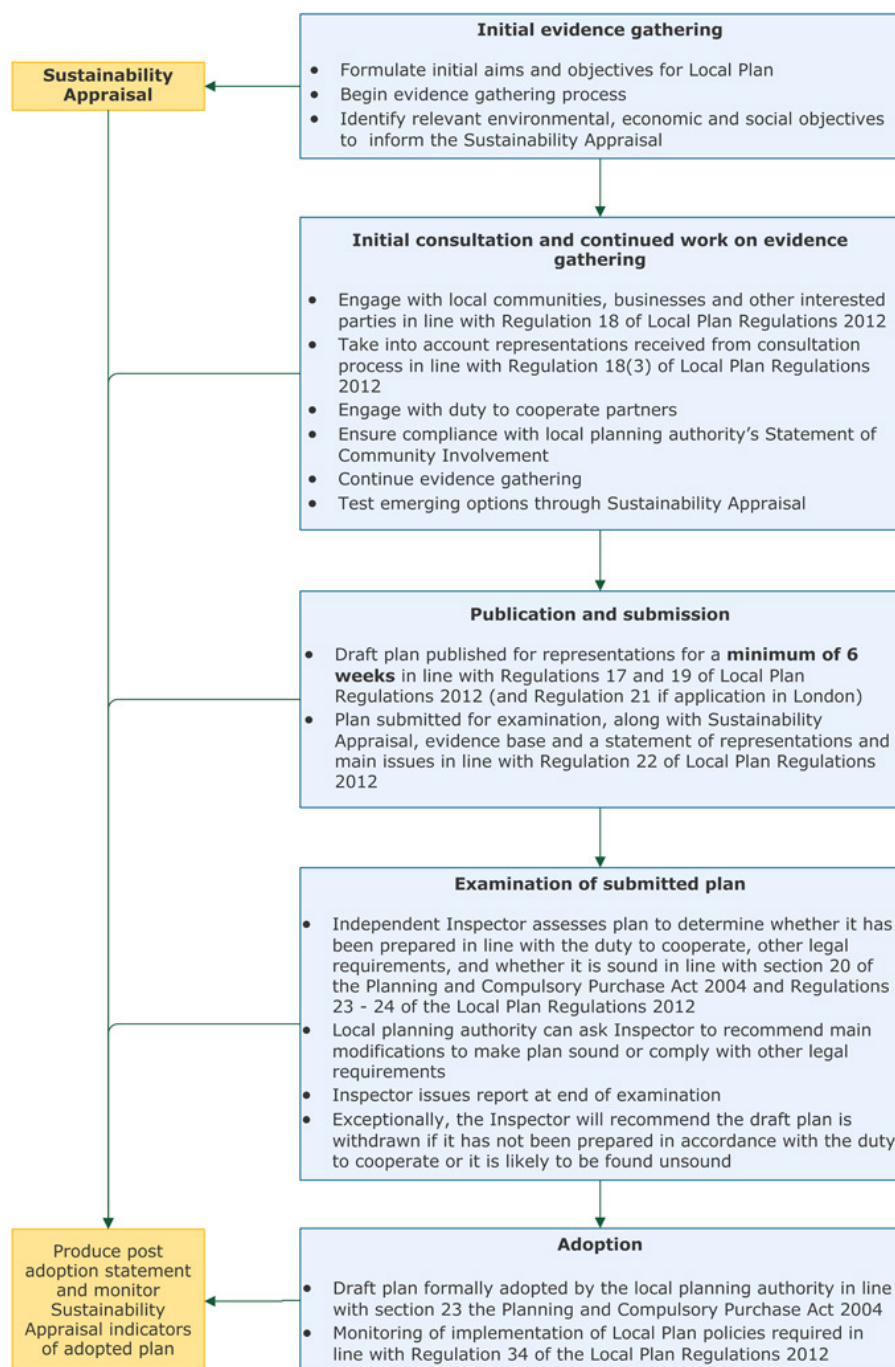 Initial evidence gathering
• Formulate initial aims and objectives for Local Plan
• Begin evidence gathering process
• Identify relevant environmental, economic and social objectives
to inform the Sustainability Appraisal
Sustainability
Appraisal
Initial consultation and continued work on evidence
gathering
• Engage with local communities, businesses and other interested
parties in line with Regulation 18 of Local Plan Regulations 2012
• Take into account representations received from consultation
process in line with Regulation 18(3) of Local Plan Regulations
2012
• Engage with duty to cooperate partners
• Ensure compliance with local planning authority's Statement of
Community Involvement
• Continue evidence gathering
• Test emerging options through Sustainability Appraisal
Publication and submission
• Draft plan published for representations for a minimum of 6
weeks in line with Regulations 17 and 19 of Local Plan
Regulations 2012 (and Regulation 21 if application in London)
• Plan submitted for examination, along with Sustainability
Appraisal, evidence base and a statement of representations and
main issues in line with Regulation 22 of Local Plan Regulations
2012
Examination of submitted plan
• Independent Inspector assesses plan to determine whether it has
been prepared in line with the duty to cooperate, other legal
requirements, and whether it is sound in line with section 20 of
the Planning and Compulsory Purchase Act 2004 and Regulations
23 - 24 of the Local Plan Regulations 2012
• Local planning authority can ask Inspector to recommend main
modifications to make plan sound or comply with other legal
requirements
• Inspector issues report at end of examination
• Exceptionally, the Inspector will recommend the draft plan is
withdrawn if it has not been prepared in accordance with the duty
to cooperate or it is likely to be found unsound
Adoption
• Draft plan formally adopted by the local planning authority in line
with section 23 the Planning and Compulsory Purchase Act 2004
• Monitoring of implementation of Local Plan policies required in
line with Regulation 34 of the Local Plan Regulations 2012
Produce post
adoption statement
and monitor
Sustainability
Appraisal indicators
of adopted plan